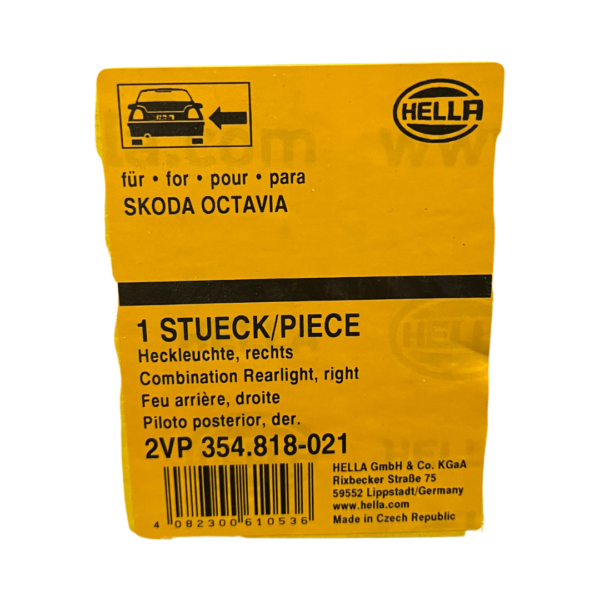 HELLA
für • for • pour • para
SKODA OCTAVIA
1 STUECK/PIECE
Heckleuchte, rechts
Combination Rearlight, right
Feu arrière, droite
Piloto posterior, der.
2VP 354.818-021
HELLA GmbH & Co. KGaA
Rixbecker Straße 75
59552 Lippstadt/Germany
www.hella.com
Made in Czech Republic
4 082300 610536